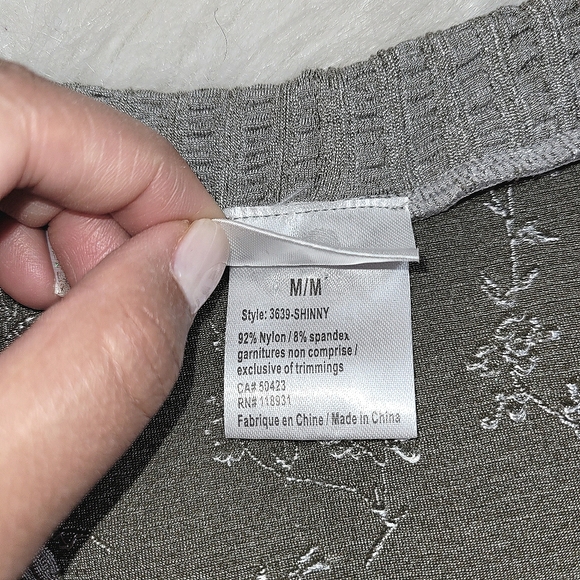 M/M
Style: 3639-SHINNY
92% Nylon / 8% spandex
garnitures non comprise /
exclusive of trimmings
CA# 50423
RN# 118931
Fabrique en Chine / Made in China